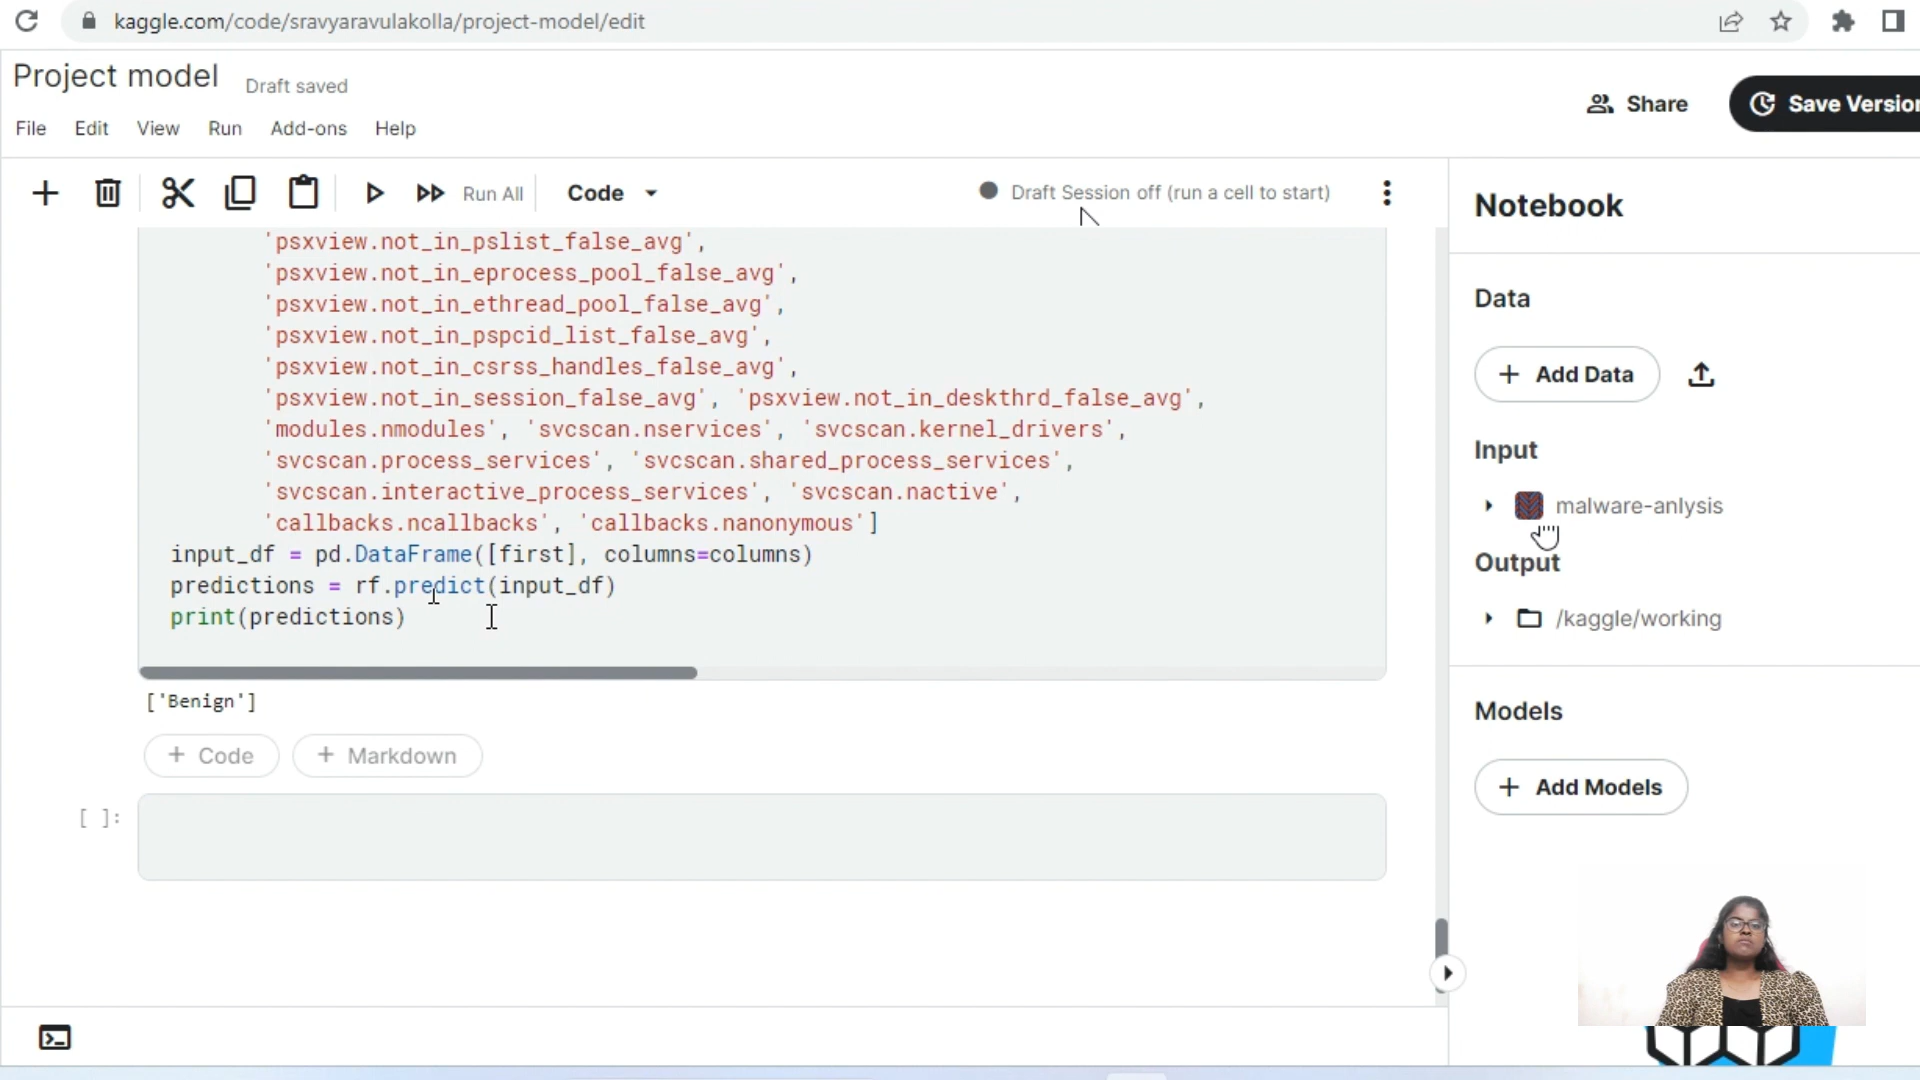 kaggle.com/code/sravyaravulakolla/project-model/edit
Project model Draft saved
File Edit View Run Add-ons Help
Share
Save Version
Run All Code Draft Session off (run a cell to start)
'psxview.not_in_pslist_false_avg',
'psxview.not_in_eprocess_pool_false_avg',
'psxview.not_in_ethread_pool_false_avg',
'psxview.not_in_pspcid_list_false_avg',
'psxview.not_in_csrss_handles_false_avg',
'psxview.not_in_session_false_avg', 'psxview.not_in_deskthrd_false_avg',
'modules.nmodules', 'svcscan.nservices', 'svcscan.kernel_drivers',
'svcscan.process_services', 'svcscan.shared_process_services',
'svcscan.interactive_process_services', 'svcscan.nactive',
'callbacks.ncallbacks', 'callbacks.nanonymous']
input_df = pd.DataFrame([first], columns=columns)
predictions = rf.predict(input_df)
print(predictions)
['Benign']
+ Code + Markdown
[ ]:
Notebook
Data
+ Add Data
Input
malware-anlysis
Output
/kaggle/working
Models
+ Add Models